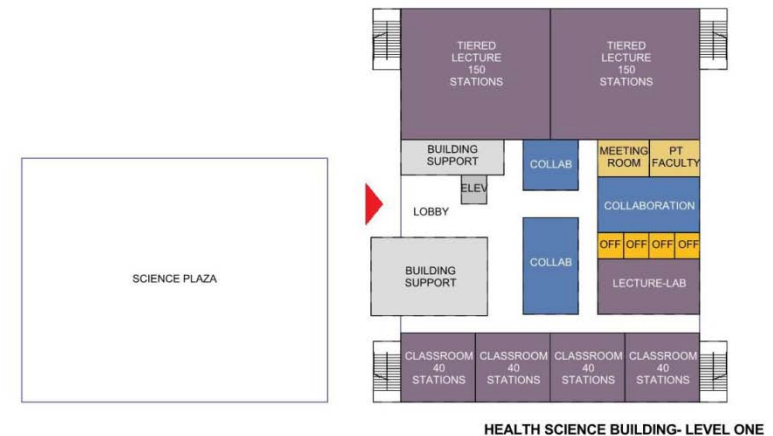 TIERED
LECTURE
150
STATIONS
TIERED
LECTURE
150
STATIONS
BUILDING
SUPPORT
COLLAB
MEETING
ROOM
PT
FACULTY
ELEV
LOBBY
COLLABORATION
OFF
OFF
OFF
OFF
SCIENCE PLAZA
BUILDING
SUPPORT
COLLAB
LECTURE-LAB
CLASSROOM
40
STATIONS
CLASSROOM
40
STATIONS
CLASSROOM
40
STATIONS
CLASSROOM
40
STATIONS
HEALTH SCIENCE BUILDING- LEVEL ONE